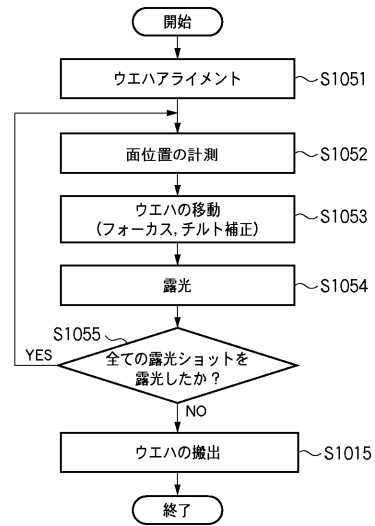 開始
ウエハアライメント
S1051
面位置の計測
S1052
ウエハの移動
(フォーカス,チルト補正)
S1053
露光
S1054
S1055
全ての露光ショットを
露光したか?
YES
NO
ウエハの搬出
S1015
終了